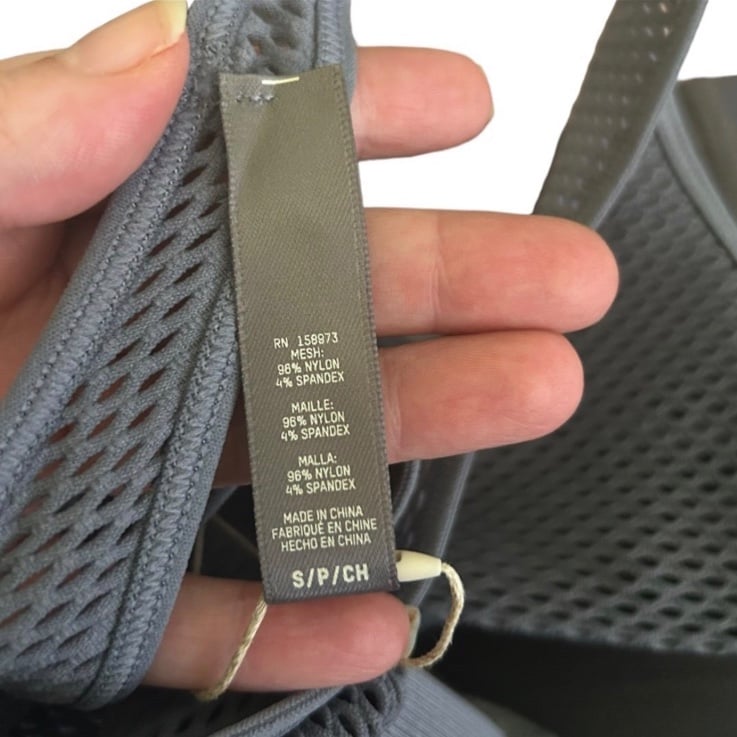 RN 158973
MESH:
96% NYLON
4% SPANDEX
MAILLE:
96% NYLON
4% SPANDEX
MALLA:
96% NYLON
4% SPANDEX
MADE IN CHINA
FABRIQUÉ EN CHINE
HECHO EN CHINA
S/P/CH